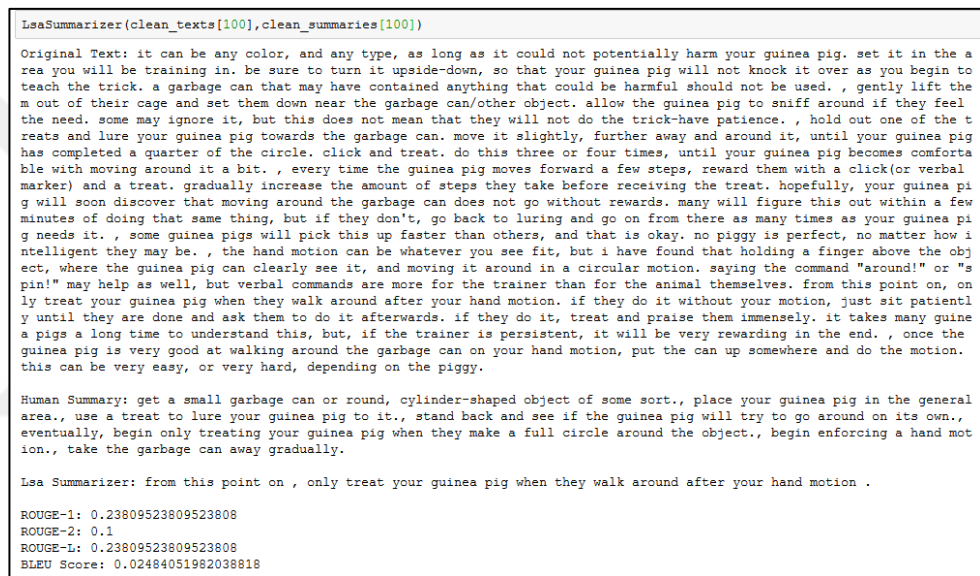 LsaSummarizer(clean_texts[100],clean_summaries[100])
Original Text: it can be any color, and any type, as long as it could not potentially harm your guinea pig. set it in the a
rea you will be training in. be sure to turn it upside-down, so that your guinea pig will not knock it over as you begin to
teach the trick. a garbage can that may have contained anything that could be harmful should not be used. , gently lift the
m out of their cage and set them down near the garbage can/other object. allow the guinea pig to sniff around if they feel
the need. some may ignore it, but this does not mean that they will not do the trick-have patience. , hold out one of the t
reats and lure your guinea pig towards the garbage can. move it slightly, further away and around it, until your guinea pig
has completed a quarter of the circle. click and treat. do this three or four times, until your guinea pig becomes comforta
ble with moving around it a bit. , every time the guinea pig moves forward a few steps, reward them with a click(or verbal
marker) and a treat. gradually increase the amount of steps they take before receiving the treat. hopefully, your guinea pi
g will soon discover that moving around the garbage can does not go without rewards. many will figure this out within a few
minutes of doing that same thing, but if they don't, go back to luring and go on from there as many times as your guinea pi
g needs it. , some guinea pigs will pick this up faster than others, and that is okay. no piggy is perfect, no matter how i
ntelligent they may be. , the hand motion can be whatever you see fit, but i have found that holding a finger above the obj
ect, where the guinea pig can clearly see it, and moving it around in a circular motion. saying the command "around!" or "s
pin!" may help as well, but verbal commands are more for the trainer than for the animal themselves. from this point on, on
ly treat your guinea pig when they walk around after your hand motion. if they do it without your motion, just sit patientl
y until they are done and ask them to do it afterwards. if they do it, treat and praise them immensely. it takes many guine
a pigs a long time to understand this, but, if the trainer is persistent, it will be very rewarding in the end. , once the
guinea pig is very good at walking around the garbage can on your hand motion, put the can up somewhere and do the motion.
this can be very easy, or very hard, depending on the piggy.
Human Summary: get a small garbage can or round, cylinder-shaped object of some sort., place your guinea pig in the general
area., use a treat to lure your guinea pig to it., stand back and see if the guinea pig will try to go around on its own.,
eventually, begin only treating your guinea pig when they make a full circle around the object., begin enforcing a hand mot
ion., take the garbage can away gradually.
Lsa Summarizer: from this point on , only treat your guinea pig when they walk around after your hand motion .
ROUGE-1: 0.23809523809523808
ROUGE-2: 0.1
ROUGE-L: 0.23809523809523808
BLEU Score: 0.02484051982038818